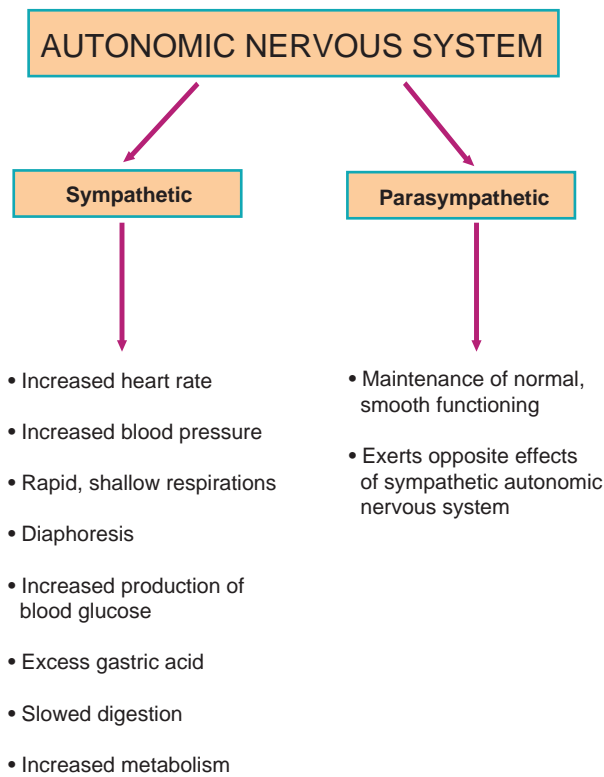 AUTONOMIC NERVOUS SYSTEM
Sympathetic
• Increased heart rate
• Increased blood pressure
• Rapid, shallow respirations
• Diaphoresis
• Increased production of
blood glucose
• Excess gastric acid
• Slowed digestion
• Increased metabolism
Parasympathetic
• Maintenance of normal,
smooth functioning
• Exerts opposite effects
of sympathetic autonomic
nervous system